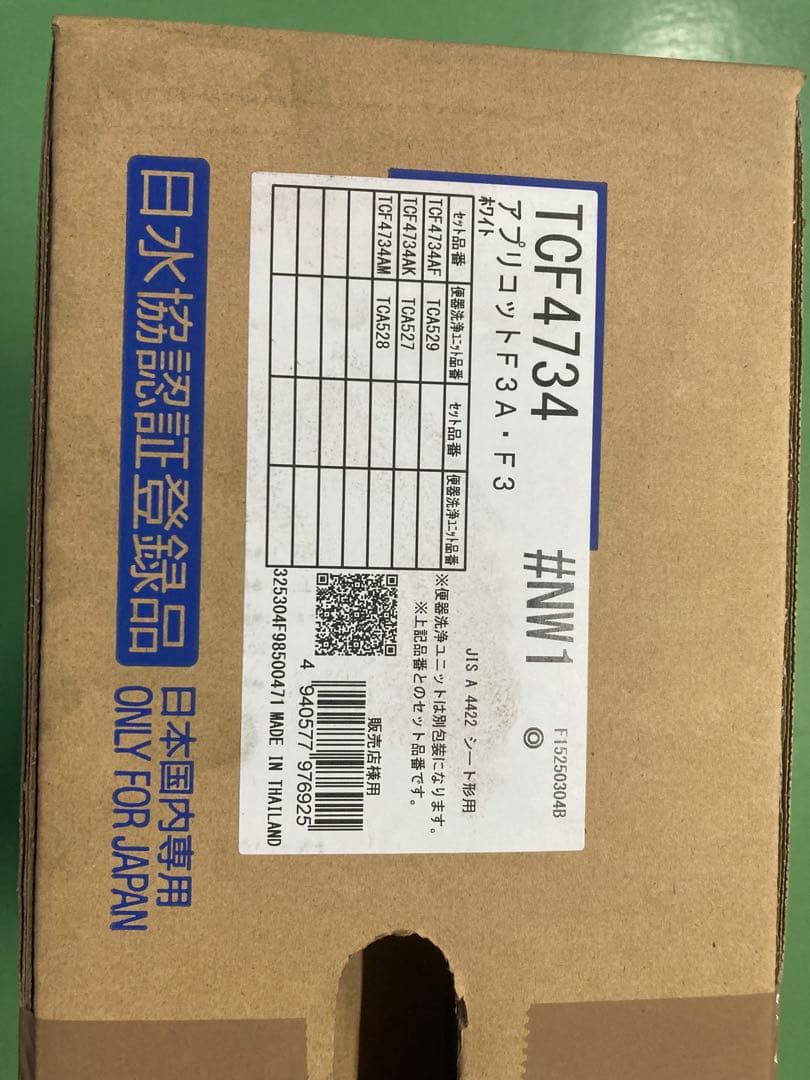 TCF4734 #NW1
F15250304B
◎
アプリコットF3A・F3
ホワイト
JIS A 4422 シート形用
セット品番 便器洗浄ユニット品番 セット品番 便器洗浄ユニット品番
TCF4734AF TCA529
TCF4734AK TCA527
TCF4734AM TCA528
※便器洗浄ユニットは別包装になります。
※上記品番とのセット品番です。
販売店様用
4 940577 976925
325304F98500471 MADE IN THAILAND
日水協認証登録品
日本国内専用
ONLY FOR JAPAN